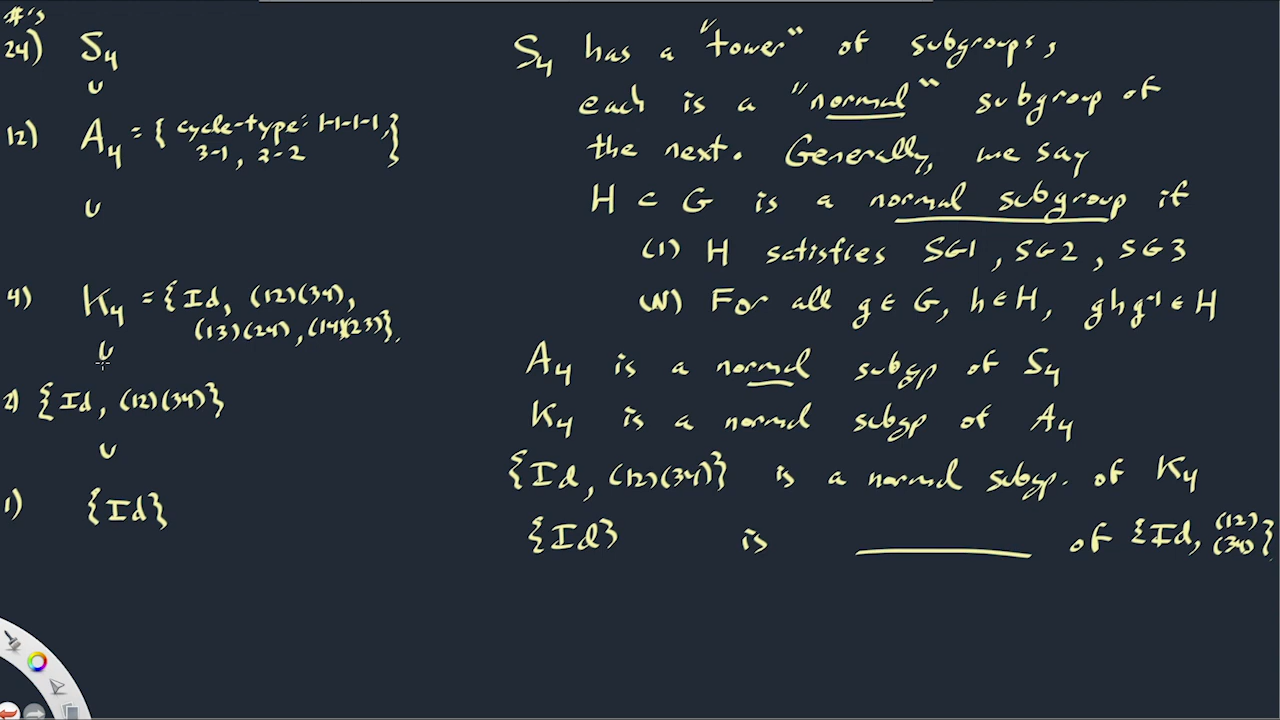 #'s
24) S4
∪
12) A4 = { cycle-type: 1-1-1-1,
3-1, 2-2 }
∪
4) K4 = {Id, (12)(34),
(13)(24), (14)(23)}.
∪
2) {Id, (12)(34)}
∪
1) {Id}
S4 has a "tower" of subgroups,
each is a "normal" subgroup of
the next. Generally, we say
H ⊂ G is a normal subgroup if
(1) H satisfies SG1, SG2, SG3
(N) For all g ∈ G, h ∈ H, ghg⁻¹ ∈ H
A4 is a normal subgp of S4
K4 is a normal subgp of A4
{Id, (12)(34)} is a normal subgp. of K4
{Id} is ______ of {Id, (12)(34)}